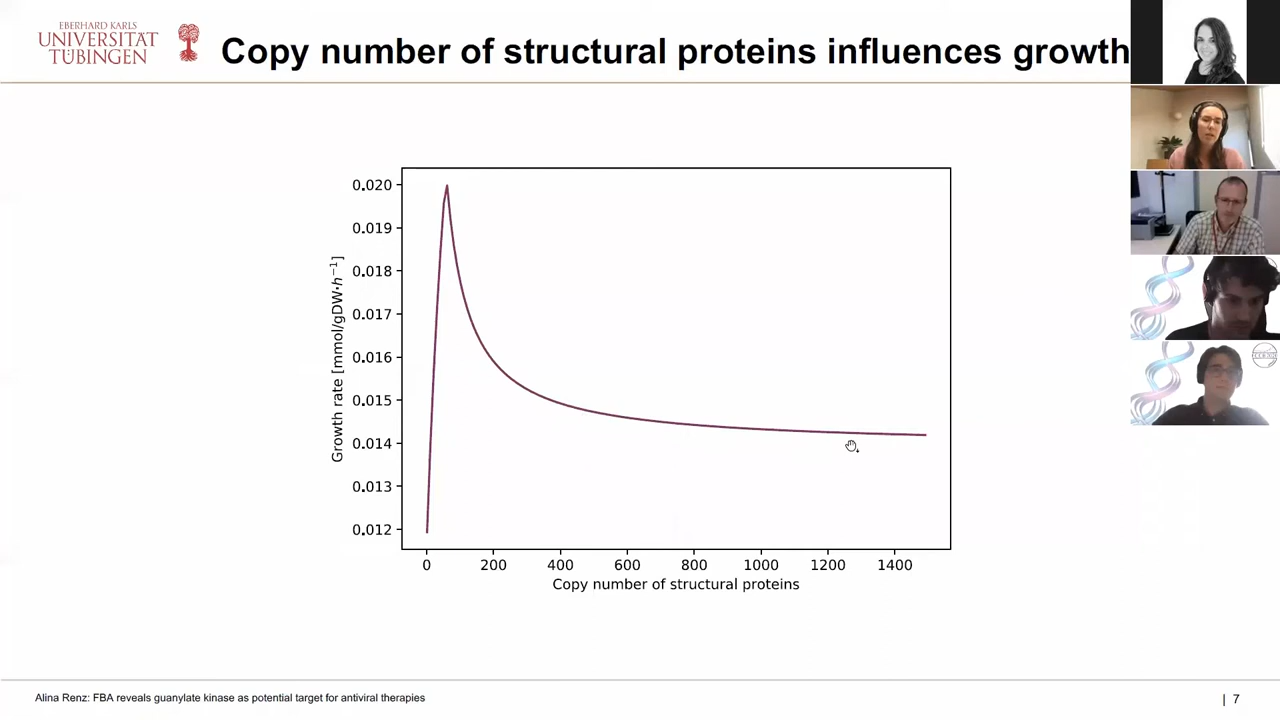 EBERHARD KARLS
UNIVERSITÄT
TÜBINGEN
Copy number of structural proteins influences growth
0.020
0.019
0.018
0.017
0.016
0.015
0.014
0.013
0.012
Growth rate [mmol/gDW·h⁻¹]
0 200 400 600 800 1000 1200 1400
Copy number of structural proteins
Alina Renz: FBA reveals guanylate kinase as potential target for antiviral therapies
| 7